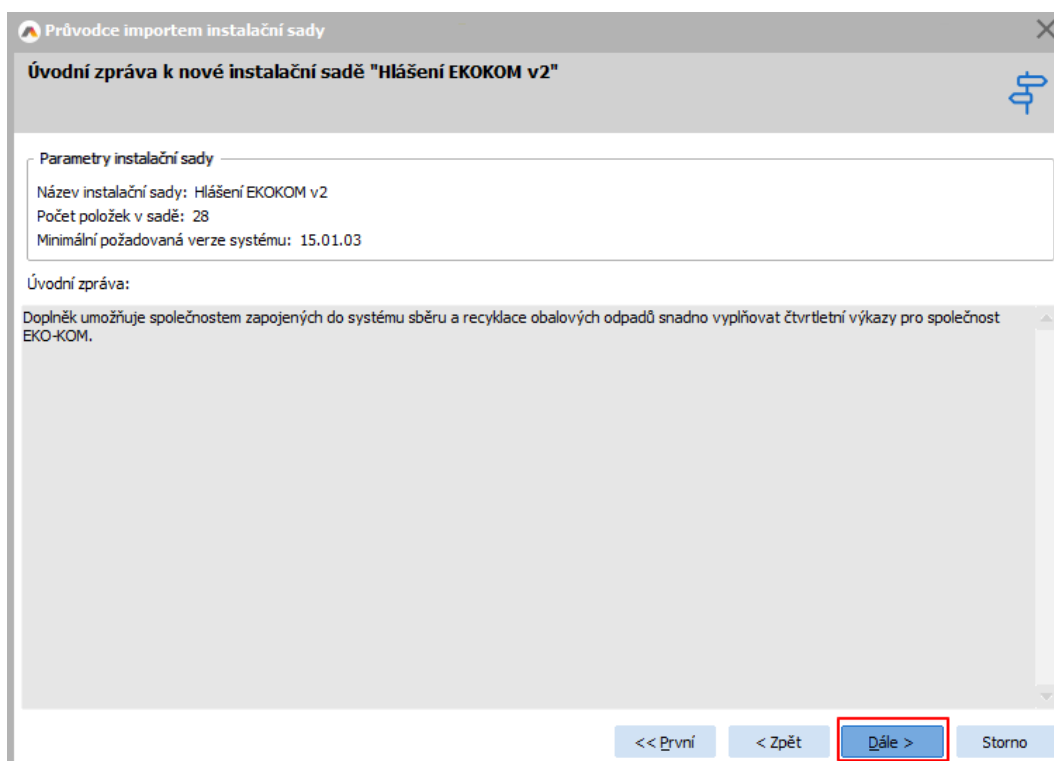 Průvodce importem instalační sady
Úvodní zpráva k nové instalační sadě "Hlášení EKOKOM v2"
Parametry instalační sady
Název instalační sady: Hlášení EKOKOM v2
Počet položek v sadě: 28
Minimální požadovaná verze systému: 15.01.03
Úvodní zpráva:
Doplněk umožňuje společnostem zapojených do systému sběru a recyklace obalových odpadů snadno vyplňovat čtvrtletní výkazy pro společnost
EKO-KOM.
<< První < Zpět Dále > Storno